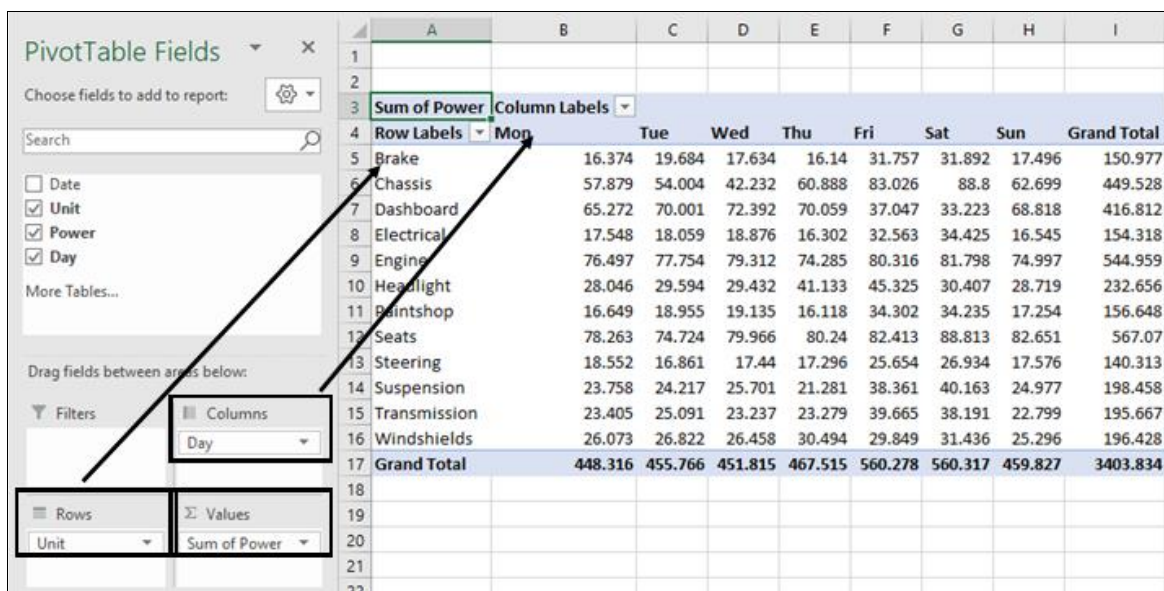 PivotTable Fields
Choose fields to add to report:
Search
Date
Unit
Power
Day
More Tables...
Drag fields between areas below:
Filters
Columns
Day
Rows
Unit
Σ Values
Sum of Power
A B C D E F G H I
1
2
3 Sum of Power Column Labels
4 Row Labels Mon Tue Wed Thu Fri Sat Sun Grand Total
5 Brake 16.374 19.684 17.634 16.14 31.757 31.892 17.496 150.977
6 Chassis 57.879 54.004 42.232 60.888 83.026 88.8 62.699 449.528
7 Dashboard 65.272 70.001 72.392 70.059 37.047 33.223 68.818 416.812
8 Electrical 17.548 18.059 18.876 16.302 32.563 34.425 16.545 154.318
9 Engine 76.497 77.754 79.312 74.285 80.316 81.798 74.997 544.959
10 Headlight 28.046 29.594 29.432 41.133 45.325 30.407 28.719 232.656
11 Paintshop 16.649 18.955 19.135 16.118 34.302 34.235 17.254 156.648
12 Seats 78.263 74.724 79.966 80.24 82.413 88.813 82.651 567.07
13 Steering 18.552 16.861 17.44 17.296 25.654 26.934 17.576 140.313
14 Suspension 23.758 24.217 25.701 21.281 38.361 40.163 24.977 198.458
15 Transmission 23.405 25.091 23.237 23.279 39.665 38.191 22.799 195.667
16 Windshields 26.073 26.822 26.458 30.494 29.849 31.436 25.296 196.428
17 Grand Total 448.316 455.766 451.815 467.515 560.278 560.317 459.827 3403.834
18
19
20
21
22